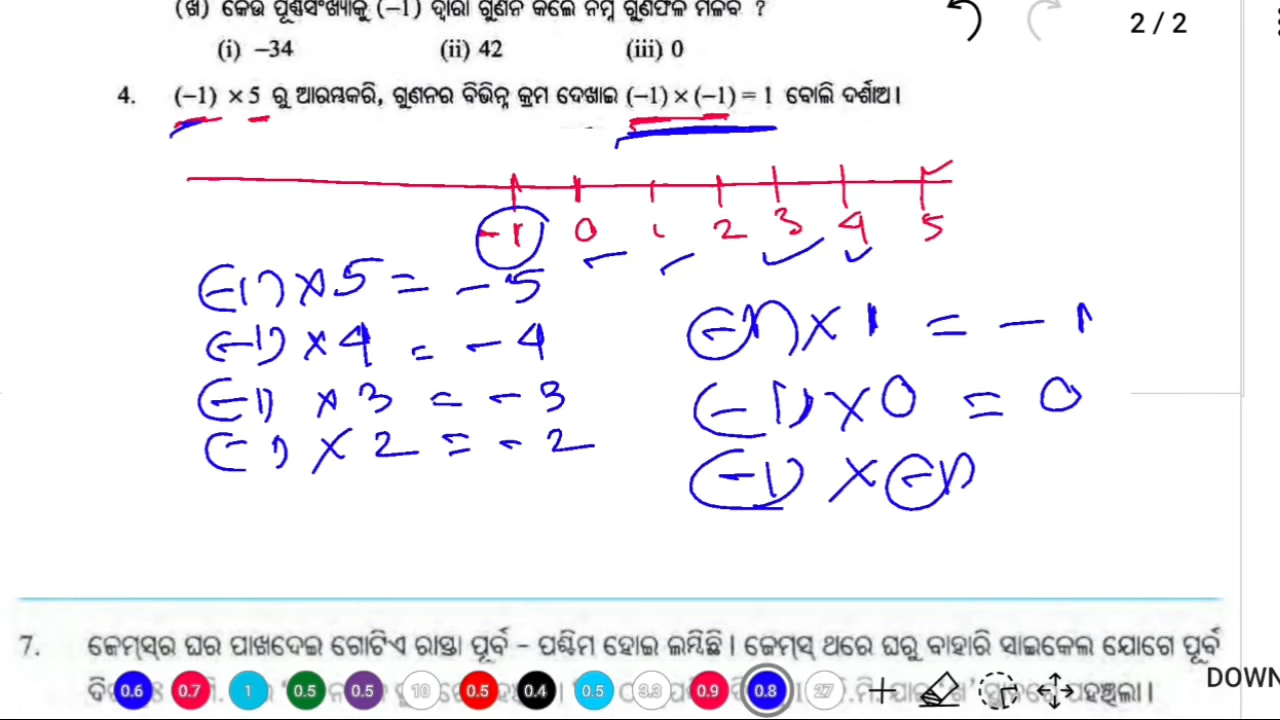 (ଖ) କେଉଁ ପୂର୍ଣ୍ଣସଂଖ୍ୟାକୁ (−1) ଦ୍ୱାରା ଗୁଣନ କଲେ ନିମ୍ନ ଗୁଣଫଳ ମିଳିବ ?
2 / 2
(i) −34 (ii) 42 (iii) 0
4. (−1) × 5 ରୁ ଆରମ୍ଭକରି, ଗୁଣନର ବିଭିନ୍ନ କ୍ରମ ଦେଖାଇ (−1) × (−1) = 1 ବୋଲି ଦର୍ଶାଅ।
-1 0 1 2 3 4 5
(-1) × 5 = - 5
(-1) × 4 = - 4
(-1) × 3 = - 3
(-1) × 2 = - 2
(-1) × 1 = - 1
(-1) × 0 = 0
(-1) × (-1)
7. ଜେମ୍‌ସ୍‌ର ଘର ପାଖଦେଇ ଗୋଟିଏ ରାସ୍ତା ପୂର୍ବ − ପଶ୍ଚିମ ହୋଇ ଲମ୍ବିଛି। ଜେମ୍‌ସ୍ ଥରେ ଘରୁ ବାହାରି ସାଇକେଲ ଯୋଗେ ପୂର୍ବ
DOWN
ପହଞ୍ଚିଲା।
0.6 0.7 1 0.5 0.5 10 0.5 0.4 0.5 3.3 0.9 0.8 27